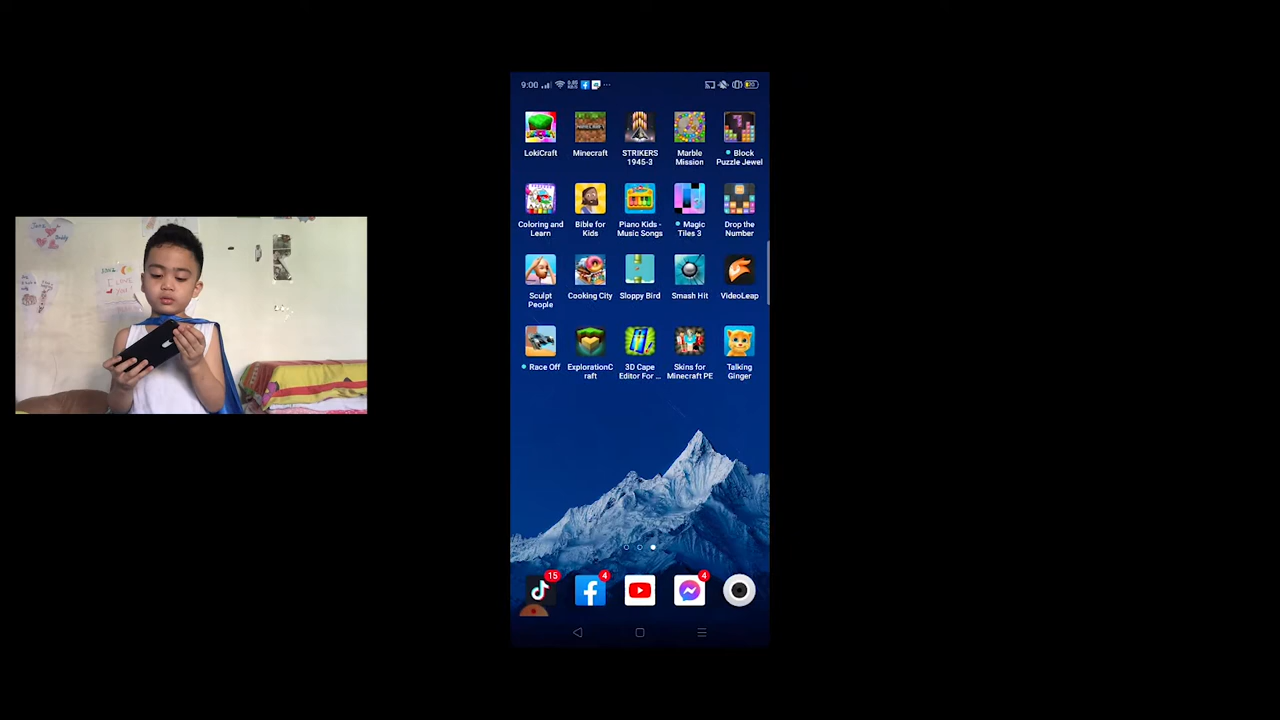 9:00
LokiCraft
Minecraft
STRIKERS
1945-3
Marble
Mission
Block
Puzzle Jewel
Coloring and
Learn
Bible for
Kids
Piano Kids -
Music Songs
Magic
Tiles 3
Drop the
Number
Sculpt
People
Cooking City
Sloppy Bird
Smash Hit
VideoLeap
Race Off
ExplorationC
raft
3D Cape
Editor For ...
Skins for
Minecraft PE
Talking
Ginger
15
4
4